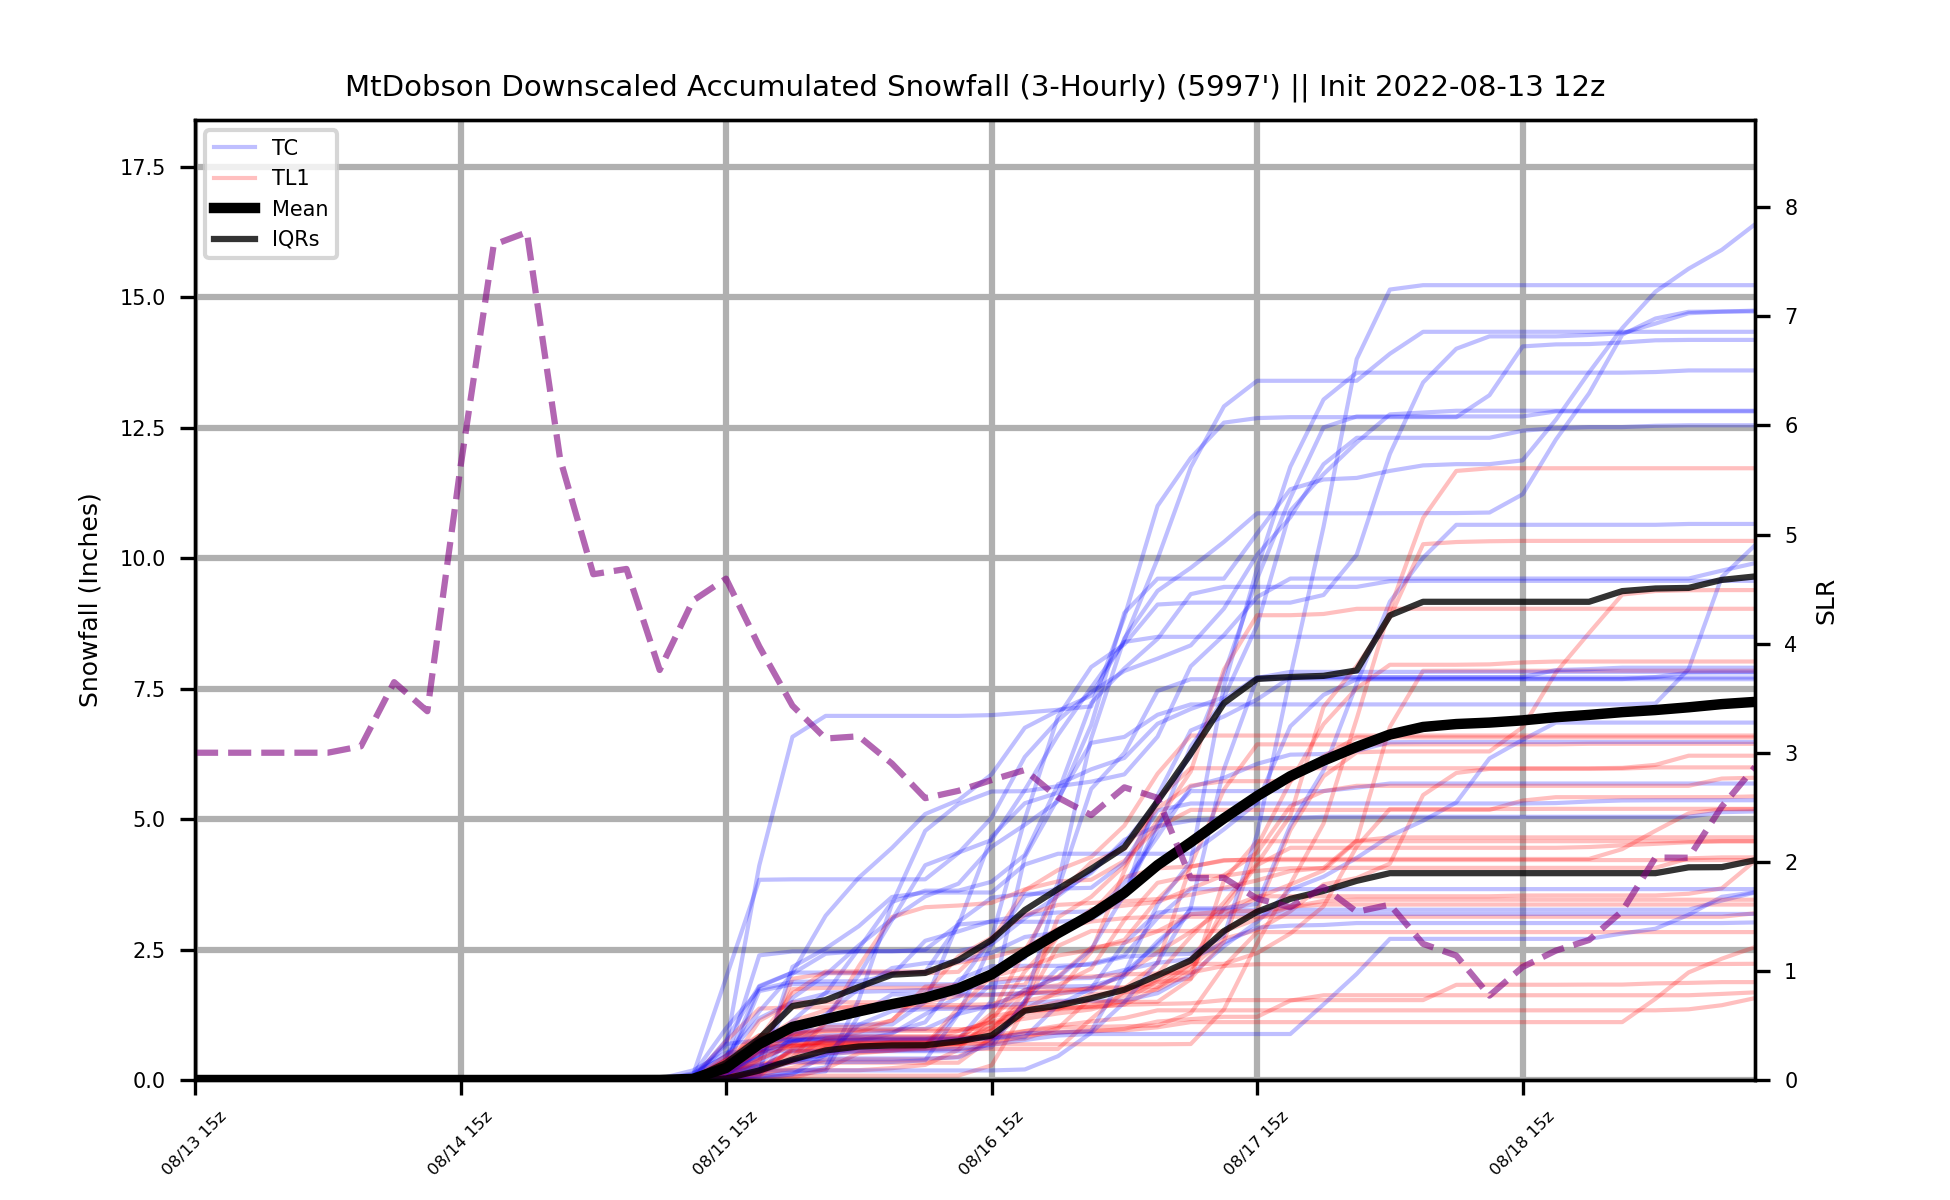 MtDobson Downscaled Accumulated Snowfall (3-Hourly) (5997') || Init 2022-08-13 12z
TC
TL1
Mean
IQRs
Snowfall (Inches)
17.5
15.0
12.5
10.0
7.5
5.0
2.5
0.0
8
7
6
5
4
3
2
1
0
SLR
08/13 15z
08/14 15z
08/15 15z
08/16 15z
08/17 15z
08/18 15z